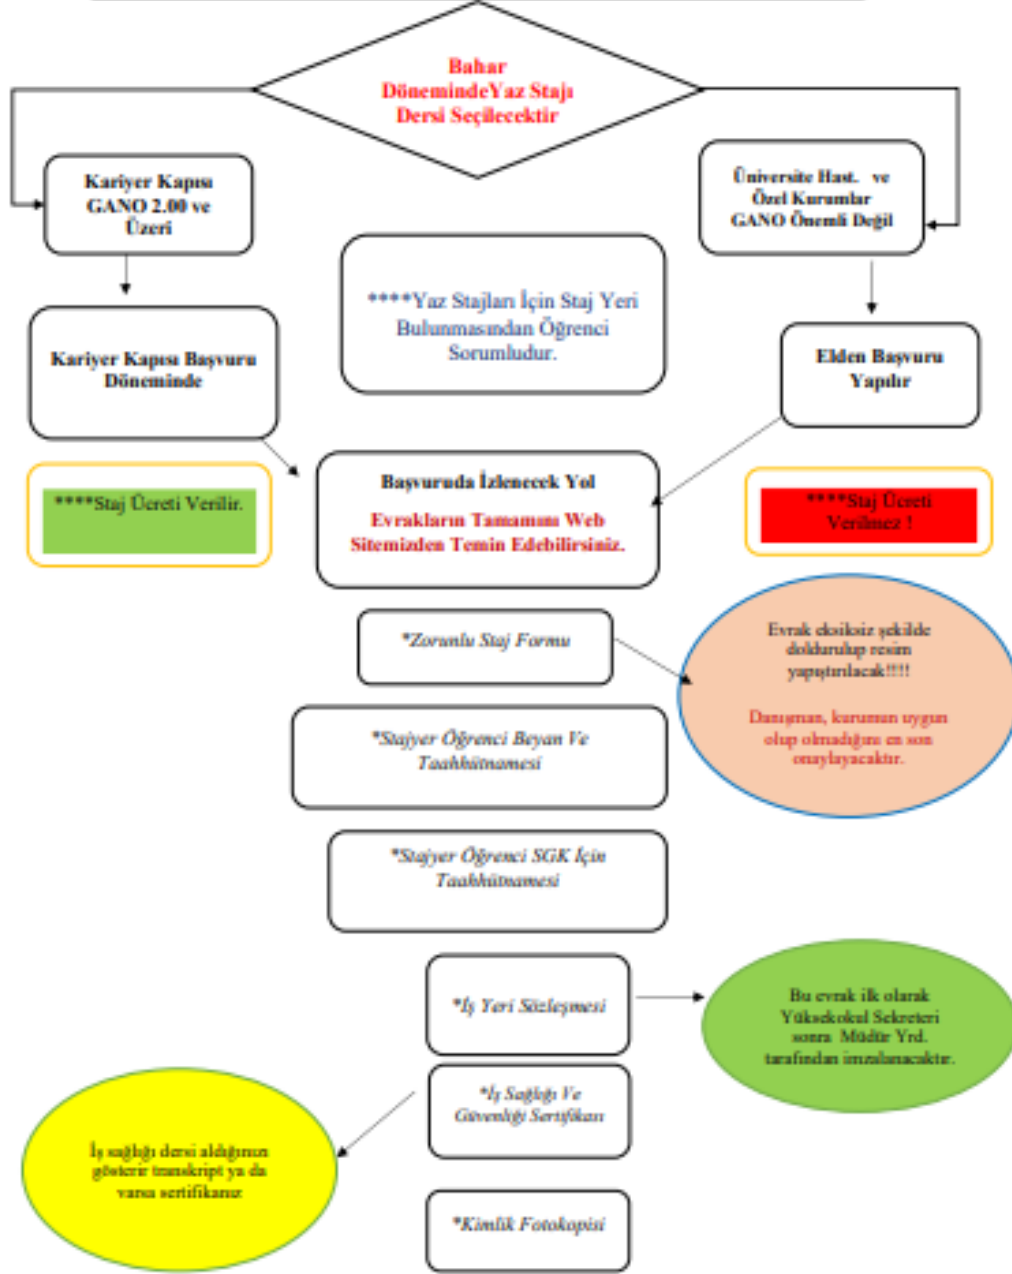 Bahar
DönemindeYaz Stajı
Dersi Seçilecektir
Kariyer Kapısı
GANO 2.00 ve
Üzeri
Üniversite Hast. ve
Özel Kurumlar
GANO Önemli Değil
****Yaz Stajları İçin Staj Yeri
Bulunmasından Öğrenci
Sorumludur.
Kariyer Kapısı Başvuru
Döneminde
Elden Başvuru
Yapılır
Başvuruda İzlenecek Yol
Evrakların Tamamını Web
Sitemizden Temin Edebilirsiniz.
****Staj Ücreti Verilir.
****Staj Ücreti
Verilmez !
*Zorunlu Staj Formu
Evrak eksiksiz şekilde
doldurulup resim
yapıştırılacak!!!!
Danışman, kurumun uygun
olup olmadığını en son
onaylayacaktır.
*Stajyer Öğrenci Beyan Ve
Taahhütnamesi
*Stajyer Öğrenci SGK İçin
Taahhütnamesi
*İş Yeri Sözleşmesi
Bu evrak ilk olarak
Yüksekokul Sekreteri
sonra Müdür Yrd.
tarafından imzalanacaktır.
*İş Sağlığı Ve
Güvenliği Sertifikası
İş sağlığı dersi aldığınızı
gösterir transkript ya da
varsa sertifikanız
*Kimlik Fotokopisi